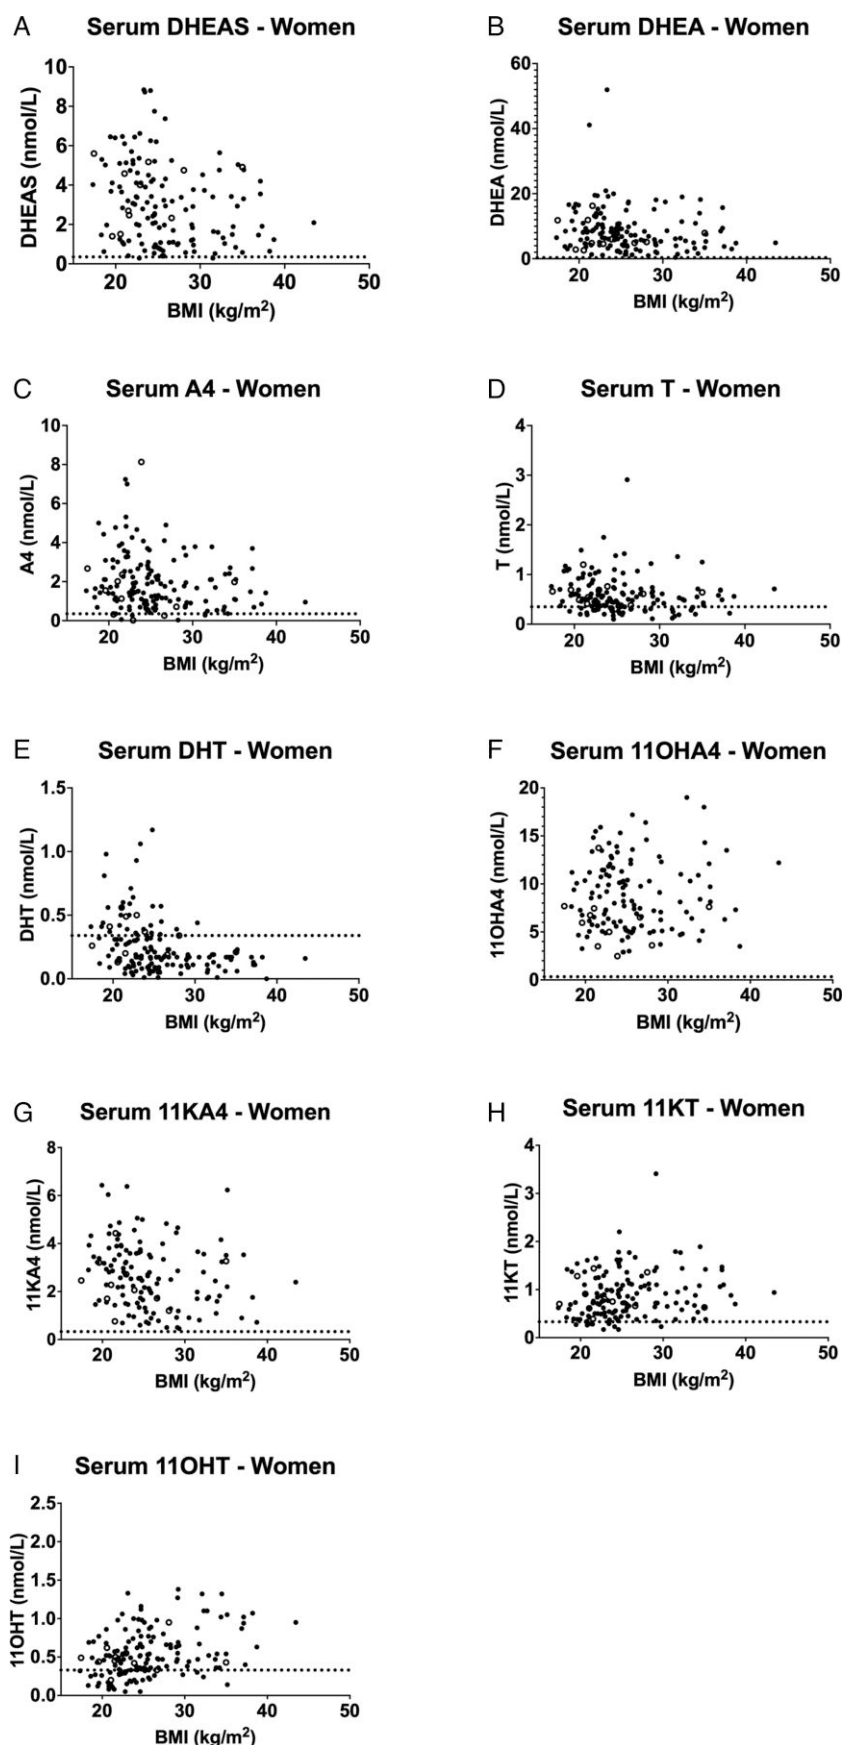 A Serum DHEAS - Women
DHEAS (nmol/L)
10
8
6
4
2
0
20 30 40 50
BMI (kg/m²)
B Serum DHEA - Women
DHEA (nmol/L)
60
40
20
0
20 30 40 50
BMI (kg/m²)
C Serum A4 - Women
A4 (nmol/L)
10
8
6
4
2
0
20 30 40 50
BMI (kg/m²)
D Serum T - Women
T (nmol/L)
4
3
2
1
0
20 30 40 50
BMI (kg/m²)
E Serum DHT - Women
DHT (nmol/L)
1.5
1.0
0.5
0.0
20 30 40 50
BMI (kg/m²)
F Serum 11OHA4 - Women
11OHA4 (nmol/L)
20
15
10
5
0
20 30 40 50
BMI (kg/m²)
G Serum 11KA4 - Women
11KA4 (nmol/L)
8
6
4
2
0
20 30 40 50
BMI (kg/m²)
H Serum 11KT - Women
11KT (nmol/L)
4
3
2
1
0
20 30 40 50
BMI (kg/m²)
I Serum 11OHT - Women
11OHT (nmol/L)
2.5
2.0
1.5
1.0
0.5
0.0
20 30 40 50
BMI (kg/m²)